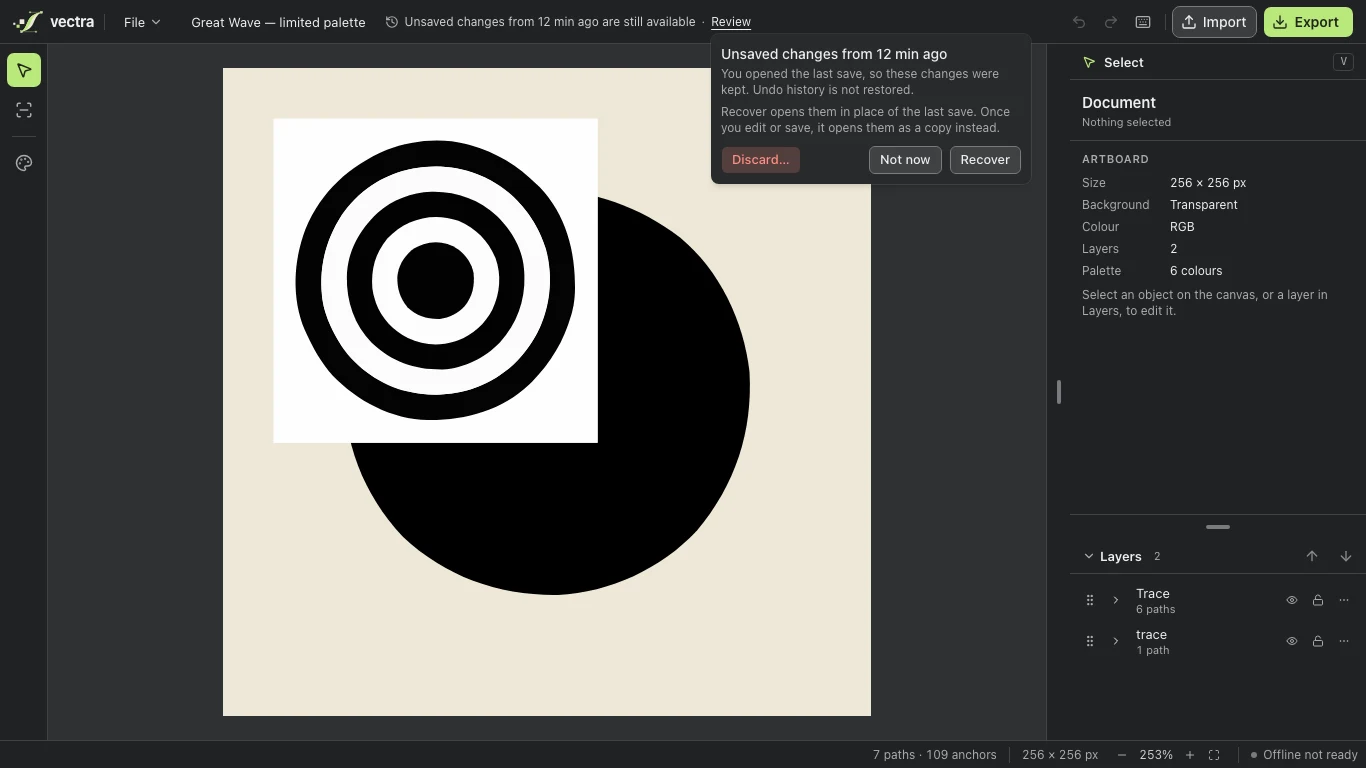 vectra
File
Great Wave — limited palette
Unsaved changes from 12 min ago are still available · Review
Import
Export
Unsaved changes from 12 min ago
You opened the last save, so these changes were
kept. Undo history is not restored.
Recover opens them in place of the last save. Once
you edit or save, it opens them as a copy instead.
Discard...
Not now
Recover
Select
V
Document
Nothing selected
ARTBOARD
Size 256 × 256 px
Background Transparent
Colour RGB
Layers 2
Palette 6 colours
Select an object on the canvas, or a layer in
Layers, to edit it.
Layers 2
Trace
6 paths
trace
1 path
7 paths · 109 anchors
256 × 256 px
253%
Offline not ready